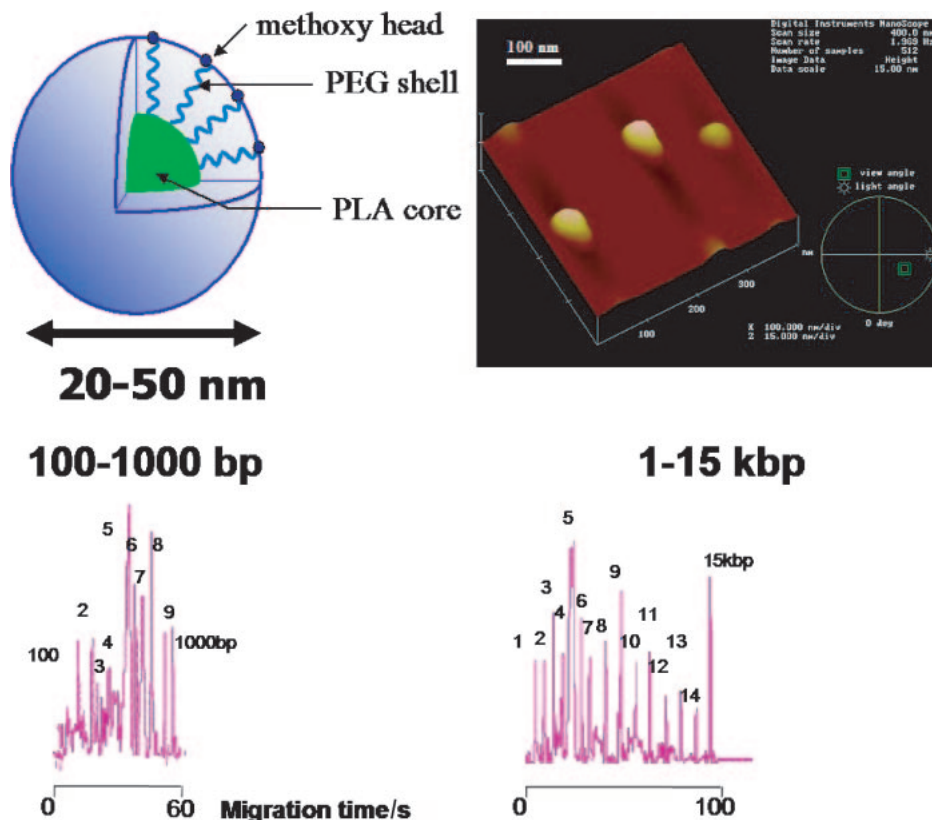 methoxy head
PEG shell
PLA core
20-50 nm
100 nm
Digital Instruments NanoScope
Scan size 400.0 nm
Scan rate 1.969 Hz
Number of samples 512
Image Data Height
Data scale 15.00 nm
view angle
light angle
nm
100
200
300
X 100.000 nm/div
Z 15.000 nm/div
0 deg
100-1000 bp
1-15 kbp
100
2
3
4
5
6
7
8
9
1000bp
0
60
Migration time/s
1
2
3
4
5
6
7
8
9
10
11
12
13
14
15kbp
0
100